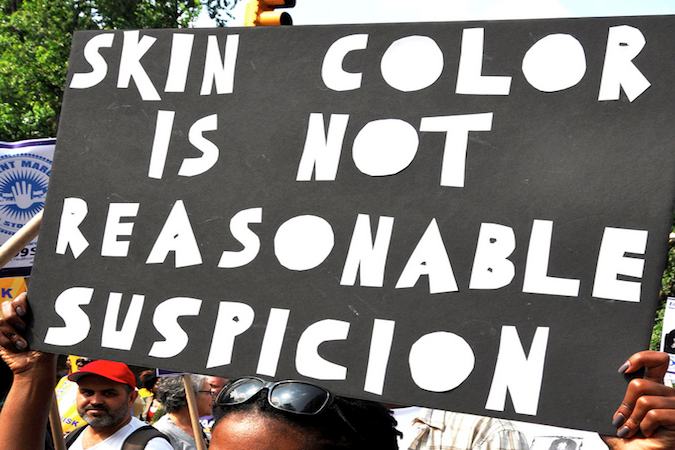 SKIN COLOR
IS NOT
REASONABLE
SUSPICION